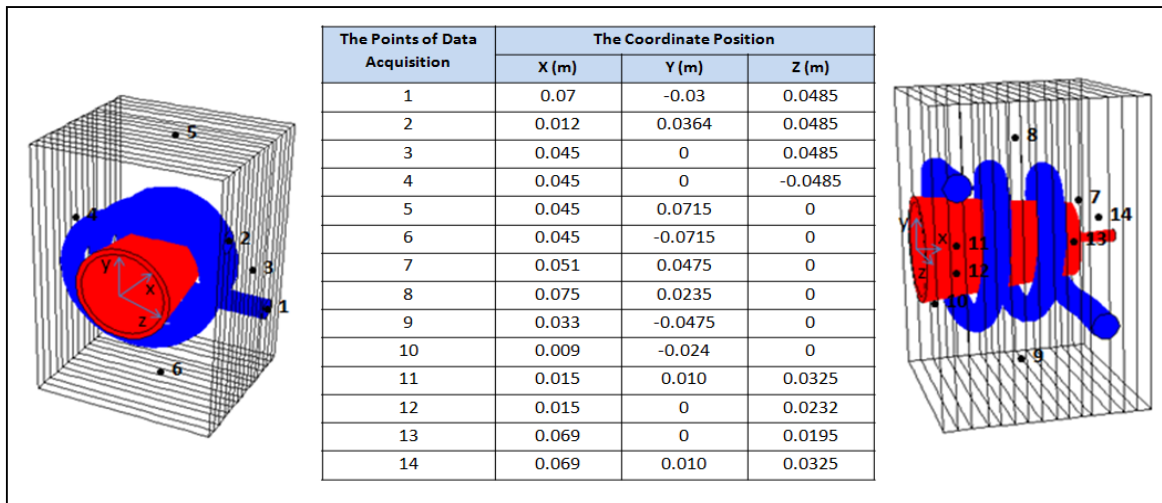 The Points of Data Acquisition The Coordinate Position
X (m) Y (m) Z (m)
1 0.07 -0.03 0.0485
2 0.012 0.0364 0.0485
3 0.045 0 0.0485
4 0.045 0 -0.0485
5 0.045 0.0715 0
6 0.045 -0.0715 0
7 0.051 0.0475 0
8 0.075 0.0235 0
9 0.033 -0.0475 0
10 0.009 -0.024 0
11 0.015 0.010 0.0325
12 0.015 0 0.0232
13 0.069 0 0.0195
14 0.069 0.010 0.0325
5
4
2
3
1
6
y
x
z
8
7
14
13
11
12
10
9
y
x
z